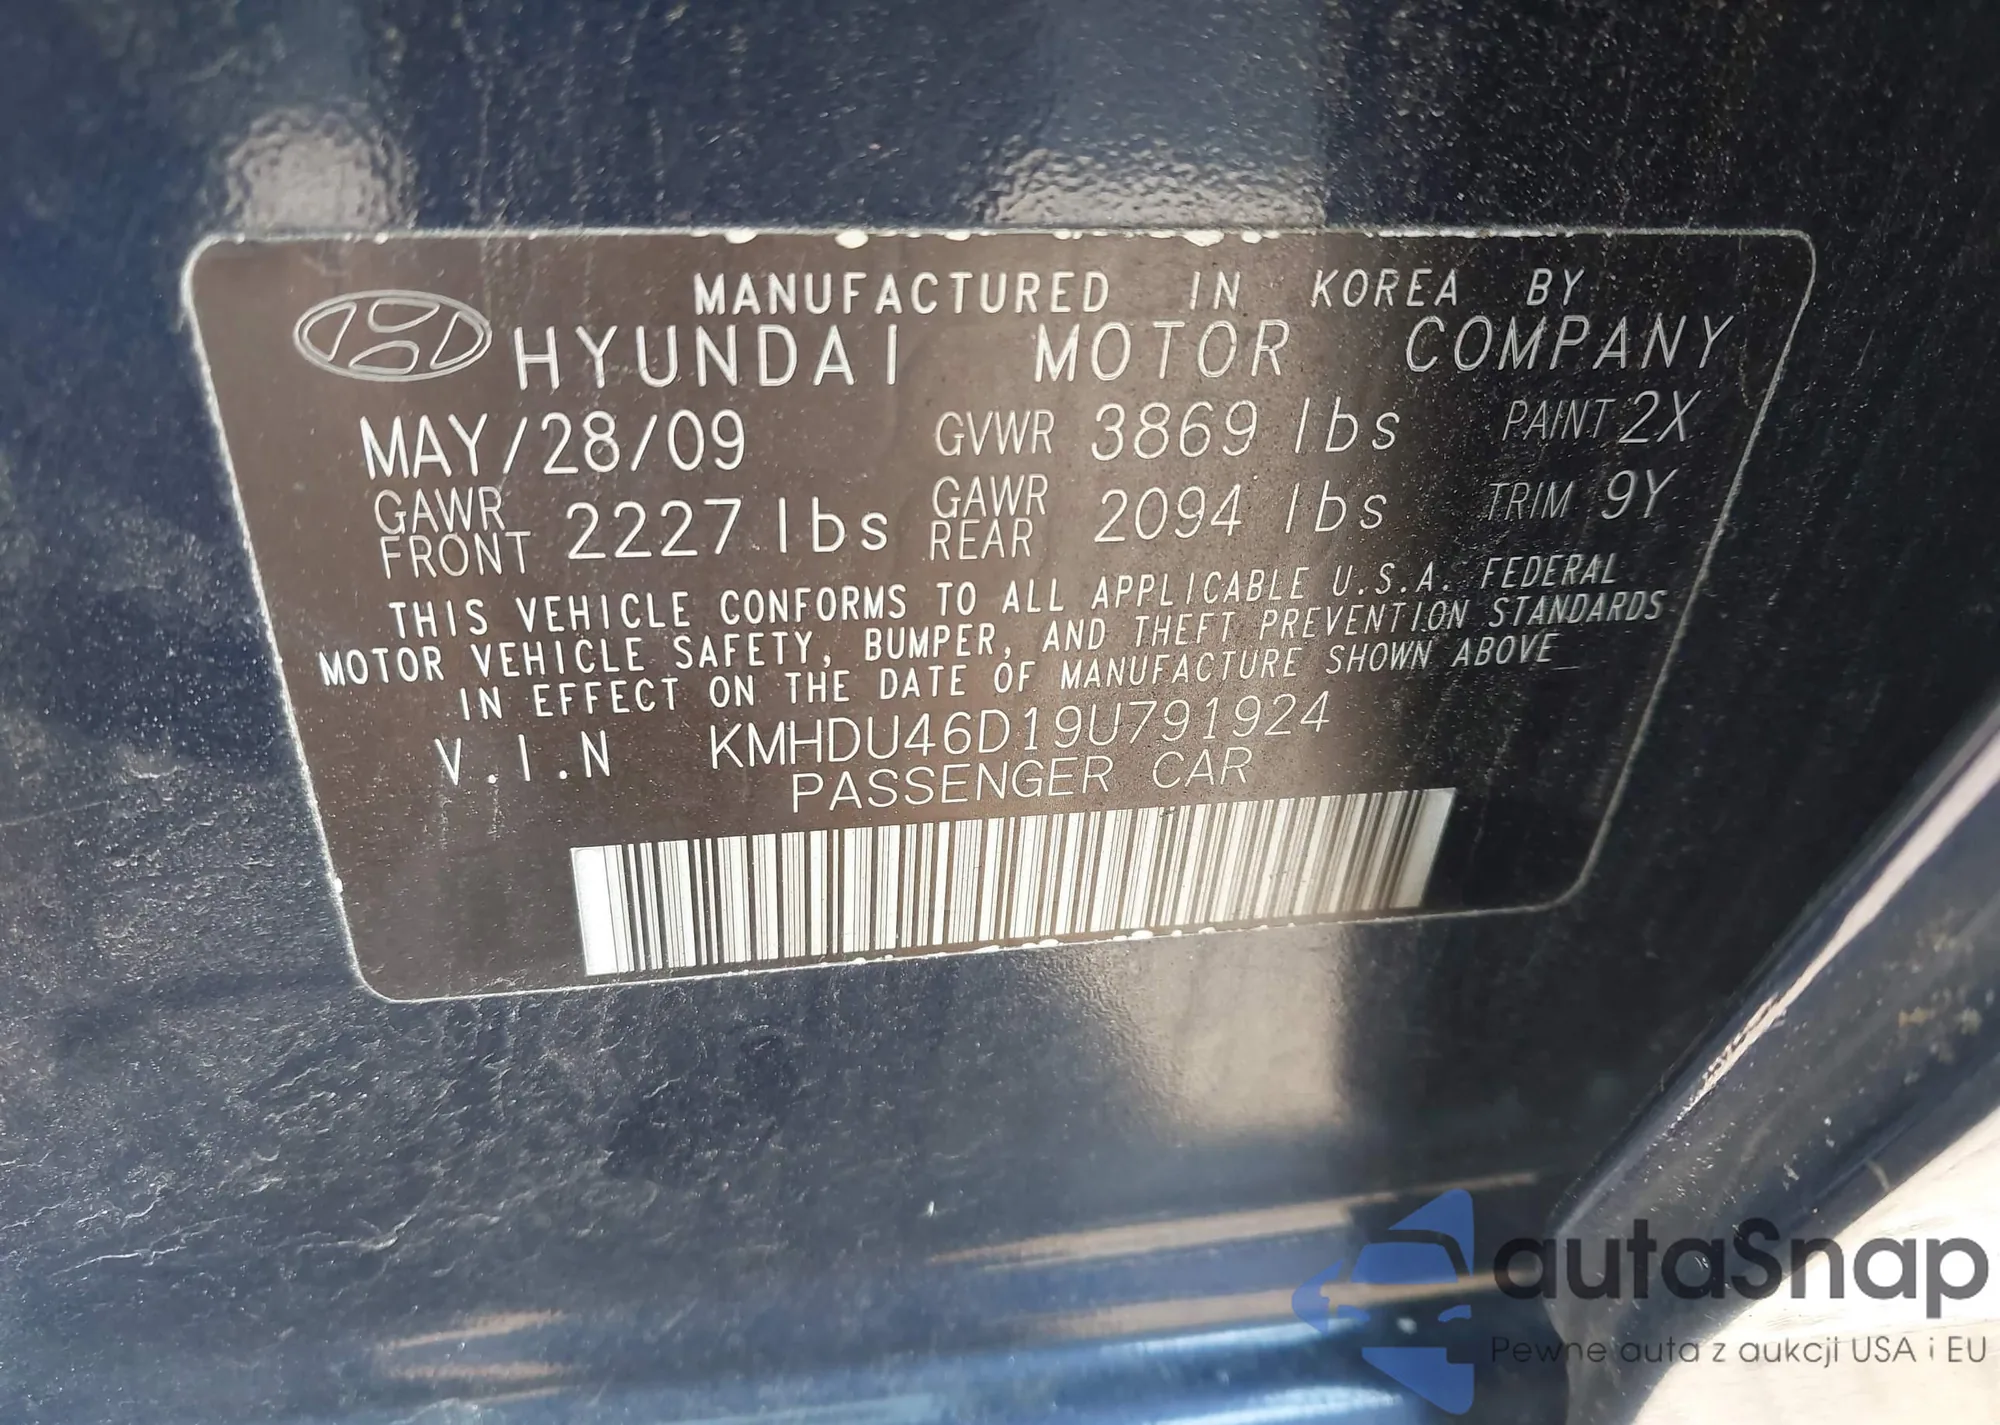 MANUFACTURED IN KOREA BY
HYUNDAI MOTOR COMPANY
MAY/28/09 GVWR 3869 lbs PAINT 2X
GAWR FRONT 2227 lbs GAWR REAR 2094 lbs TRIM 9Y
THIS VEHICLE CONFORMS TO ALL APPLICABLE U.S.A. FEDERAL
MOTOR VEHICLE SAFETY, BUMPER, AND THEFT PREVENTION STANDARDS
IN EFFECT ON THE DATE OF MANUFACTURE SHOWN ABOVE
V.I.N KMHDU46D19U791924
PASSENGER CAR
autaSnap
Pewne auta z aukcji USA i EU